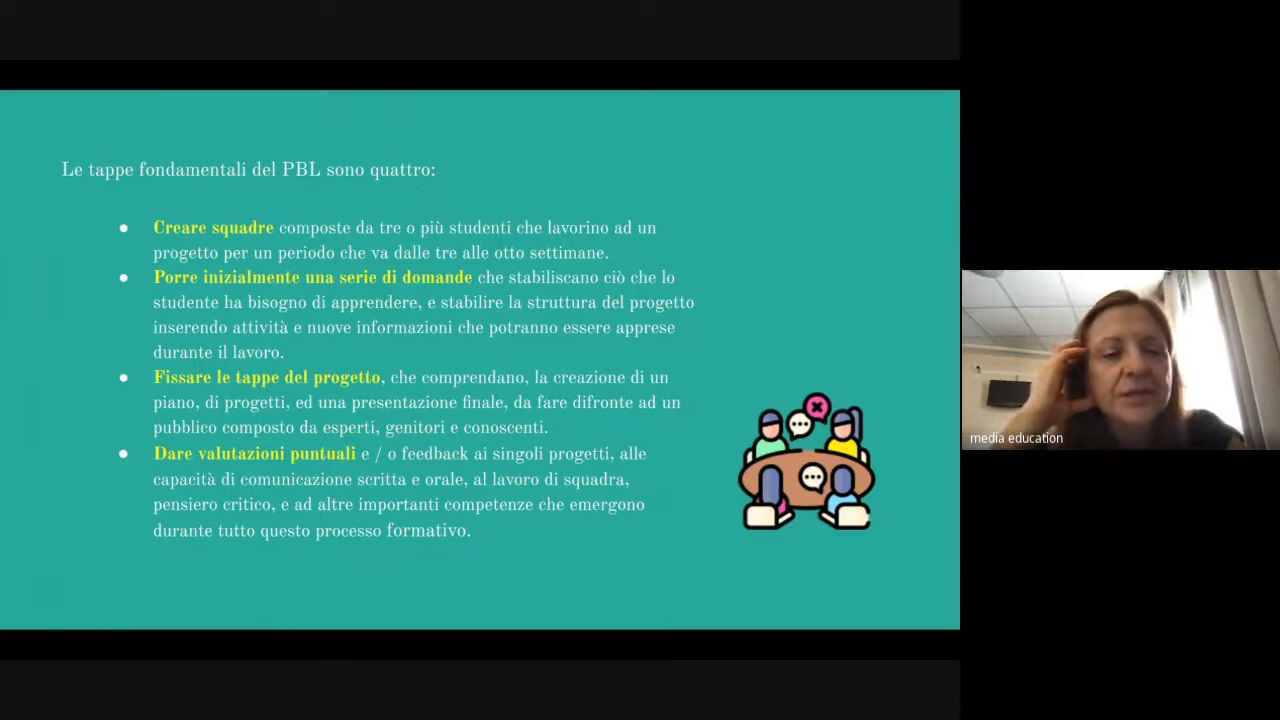 Le tappe fondamentali del PBL sono quattro:
● Creare squadre composte da tre o più studenti che lavorino ad un
progetto per un periodo che va dalle tre alle otto settimane.
● Porre inizialmente una serie di domande che stabiliscano ciò che lo
studente ha bisogno di apprendere, e stabilire la struttura del progetto
inserendo attività e nuove informazioni che potranno essere apprese
durante il lavoro.
● Fissare le tappe del progetto, che comprendano, la creazione di un
piano, di progetti, ed una presentazione finale, da fare difronte ad un
pubblico composto da esperti, genitori e conoscenti.
● Dare valutazioni puntuali e / o feedback ai singoli progetti, alle
capacità di comunicazione scritta e orale, al lavoro di squadra,
pensiero critico, e ad altre importanti competenze che emergono
durante tutto questo processo formativo.
media education